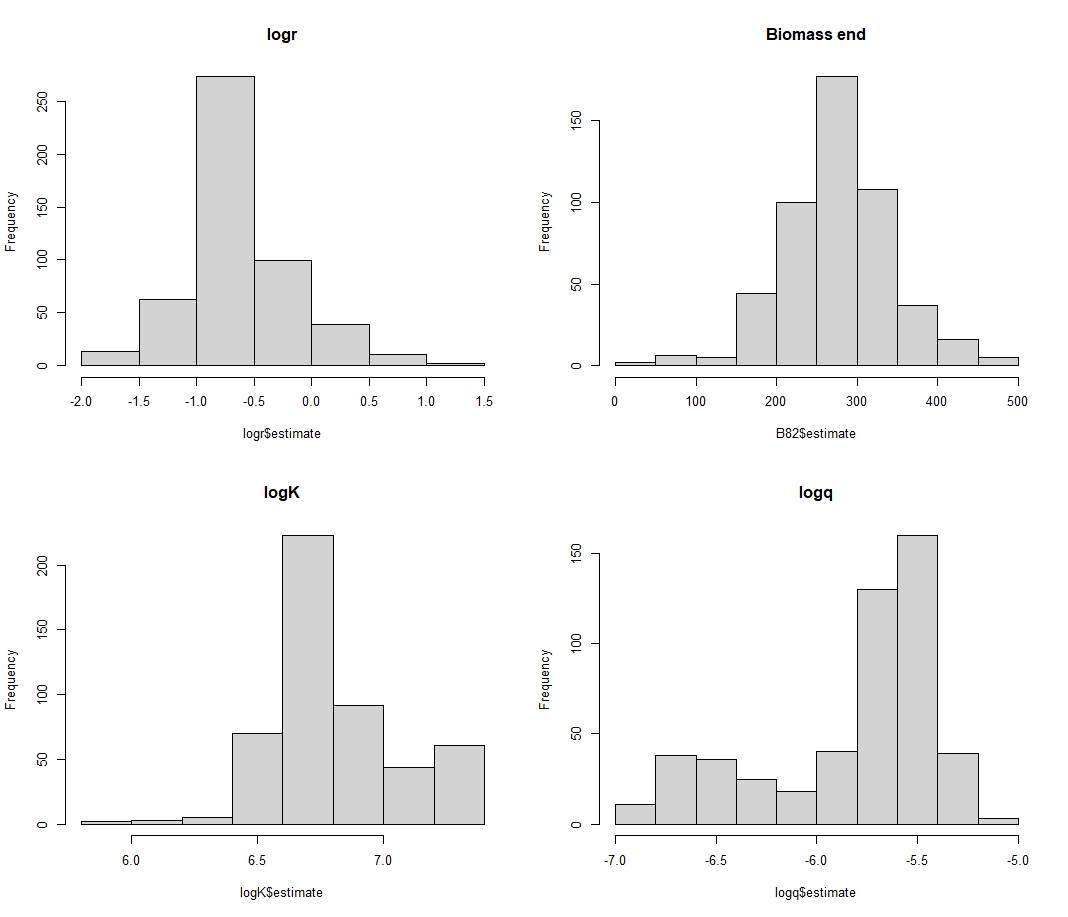 logr
Frequency
0 50 100 150 200 250
-2.0 -1.5 -1.0 -0.5 0.0 0.5 1.0 1.5
logr$estimate
Biomass end
Frequency
0 50 100 150
0 100 200 300 400 500
B82$estimate
logK
Frequency
0 50 100 150 200
6.0 6.5 7.0
logK$estimate
logq
Frequency
0 50 100 150
-7.0 -6.5 -6.0 -5.5 -5.0
logq$estimate